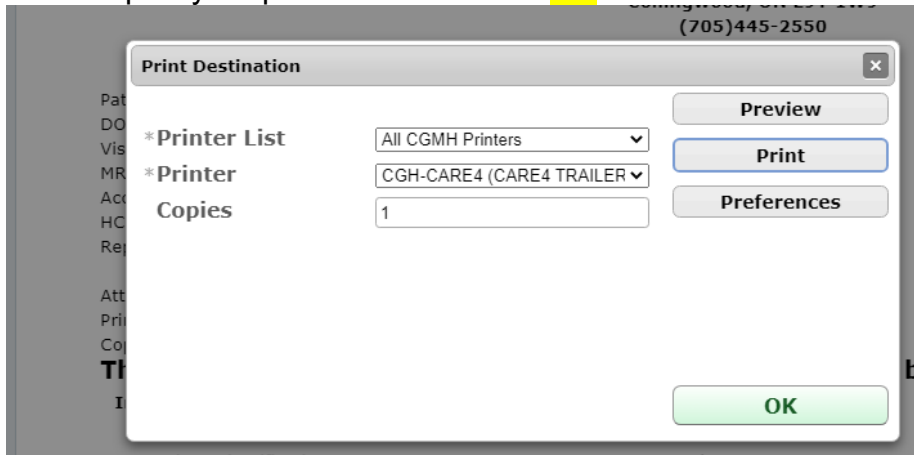 (705)445-2550
Print Destination
Preview
*Printer List
All CGMH Printers
Print
*Printer
CGH-CARE4 (CARE4 TRAILER
Preferences
Copies
1
OK